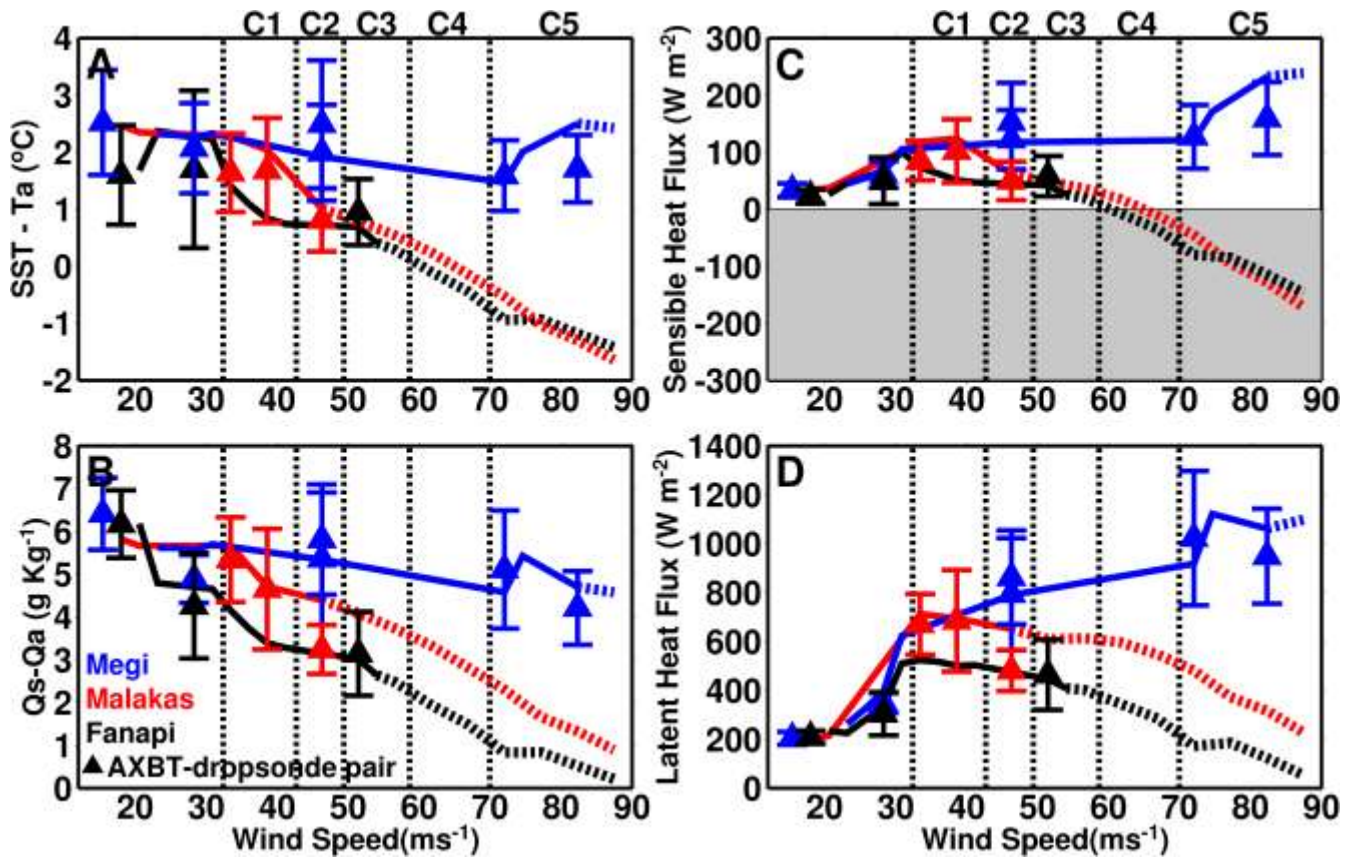 C1 C2 C3 C4 C5
C1 C2 C3 C4 C5
A
SST - Ta (ºC)
4
3
2
1
0
-1
-2
20 30 40 50 60 70 80 90
C
Sensible Heat Flux (W m-2)
300
200
100
0
-100
-200
-300
20 30 40 50 60 70 80 90
B
Qs-Qa (g Kg-1)
8
7
6
5
4
3
2
1
0
Megi
Malakas
Fanapi
AXBT-dropsonde pair
20 30 40 50 60 70 80 90
Wind Speed(ms-1)
D
Latent Heat Flux (W m-2)
1400
1200
1000
800
600
400
200
0
20 30 40 50 60 70 80 90
Wind Speed(ms-1)